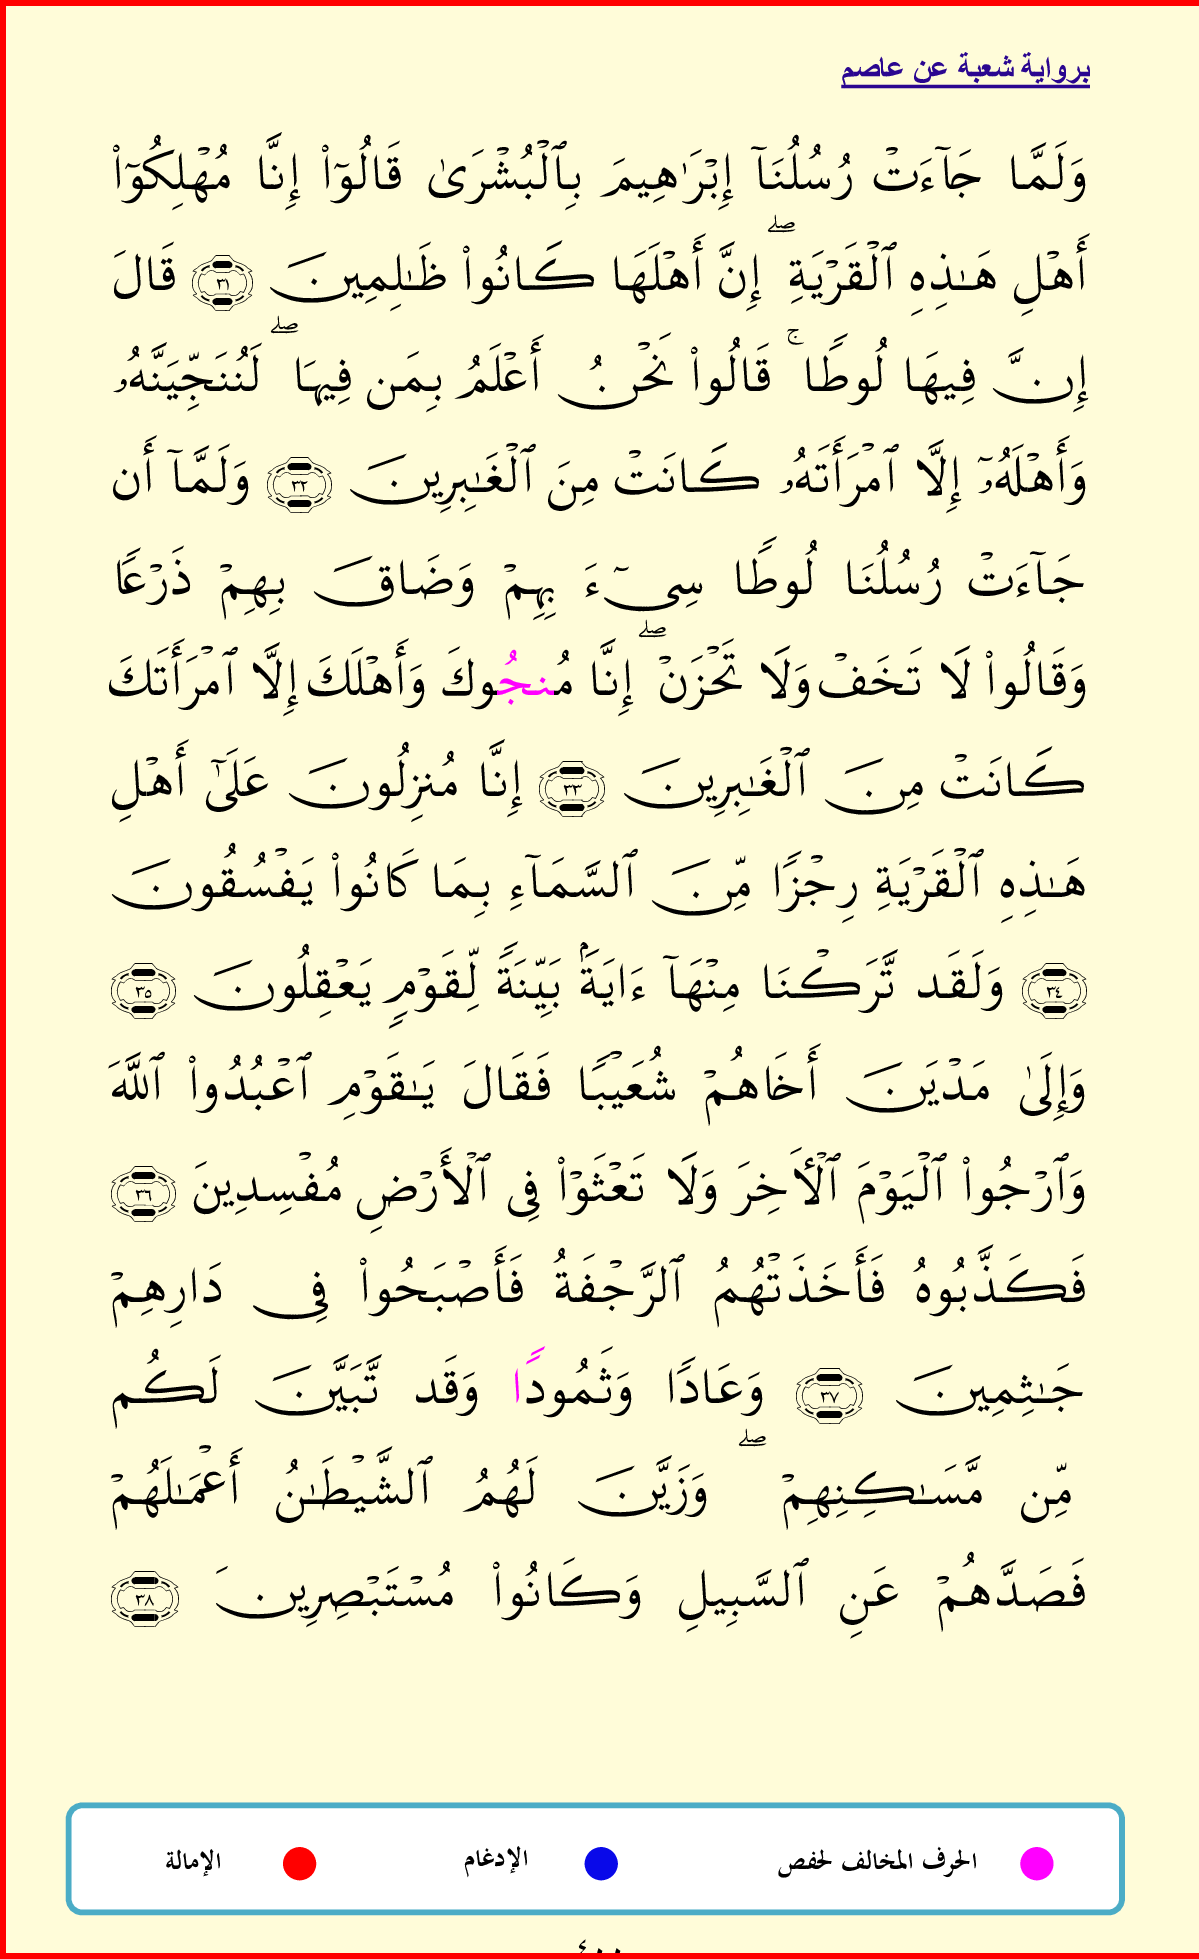 برواية شعبة عن عاصم
وَلَمَّا جَآءَتْ رُسُلُنَآ إِبْرَٰهِيمَ بِٱلْبُشْرَىٰ قَالُوٓا۟ إِنَّا مُهْلِكُوٓا۟
أَهْلِ هَـٰذِهِ ٱلْقَرْيَةِ ۖ إِنَّ أَهْلَهَا كَانُوا۟ ظَـٰلِمِينَ ٣١ قَالَ
إِنَّ فِيهَا لُوطًا ۚ قَالُوا۟ نَحْنُ أَعْلَمُ بِمَن فِيهَا ۖ لَنُنَجِّيَنَّهُۥ
وَأَهْلَهُۥٓ إِلَّا ٱمْرَأَتَهُۥ كَانَتْ مِنَ ٱلْغَـٰبِرِينَ ٣٢ وَلَمَّآ أَن
جَآءَتْ رُسُلُنَا لُوطًا سِىٓءَ بِهِمْ وَضَاقَ بِهِمْ ذَرْعًا
وَقَالُوا۟ لَا تَخَفْ وَلَا تَحْزَنْ ۖ إِنَّا مُنجُوكَ وَأَهْلَكَ إِلَّا ٱمْرَأَتَكَ
كَانَتْ مِنَ ٱلْغَـٰبِرِينَ ٣٣ إِنَّا مُنزِلُونَ عَلَىٰٓ أَهْلِ
هَـٰذِهِ ٱلْقَرْيَةِ رِجْزًا مِّنَ ٱلسَّمَآءِ بِمَا كَانُوا۟ يَفْسُقُونَ
٣٤ وَلَقَد تَّرَكْنَا مِنْهَآ ءَايَةًۢ بَيِّنَةً لِّقَوْمٍ يَعْقِلُونَ ٣٥
وَإِلَىٰ مَدْيَنَ أَخَاهُمْ شُعَيْبًا فَقَالَ يَـٰقَوْمِ ٱعْبُدُوا۟ ٱللَّهَ
وَٱرْجُوا۟ ٱلْيَوْمَ ٱلْـَٔاخِرَ وَلَا تَعْثَوْا۟ فِى ٱلْأَرْضِ مُفْسِدِينَ ٣٦
فَكَذَّبُوهُ فَأَخَذَتْهُمُ ٱلرَّجْفَةُ فَأَصْبَحُوا۟ فِى دَارِهِمْ
جَـٰثِمِينَ ٣٧ وَعَادًا وَثَمُودًا وَقَد تَّبَيَّنَ لَكُم
مِّن مَّسَـٰكِنِهِمْ ۖ وَزَيَّنَ لَهُمُ ٱلشَّيْطَـٰنُ أَعْمَـٰلَهُمْ
فَصَدَّهُمْ عَنِ ٱلسَّبِيلِ وَكَانُوا۟ مُسْتَبْصِرِينَ ٣٨
الحرف المخالف لحفص الإدغام الإمالة
٤٠٠